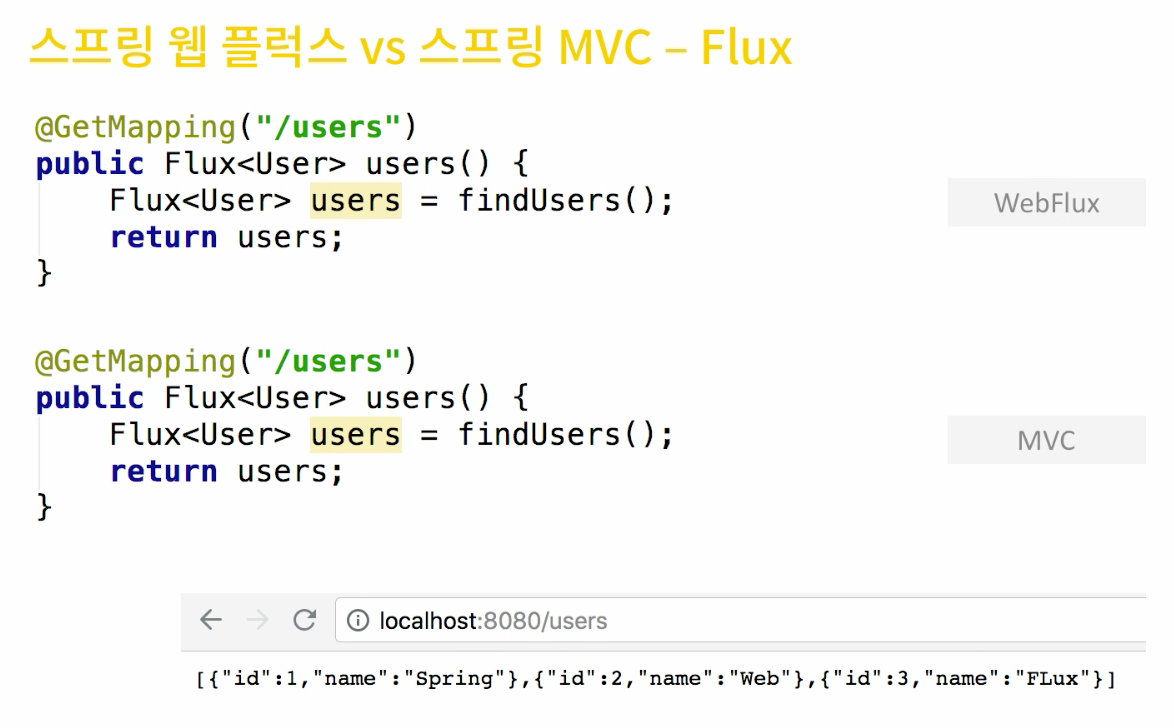 스프링 웹 플럭스 vs 스프링 MVC – Flux
@GetMapping("/users")
public Flux<User> users() {
    Flux<User> users = findUsers();
    return users;
}
WebFlux
@GetMapping("/users")
public Flux<User> users() {
    Flux<User> users = findUsers();
    return users;
}
MVC
localhost:8080/users
[{"id":1,"name":"Spring"},{"id":2,"name":"Web"},{"id":3,"name":"FLux"}]